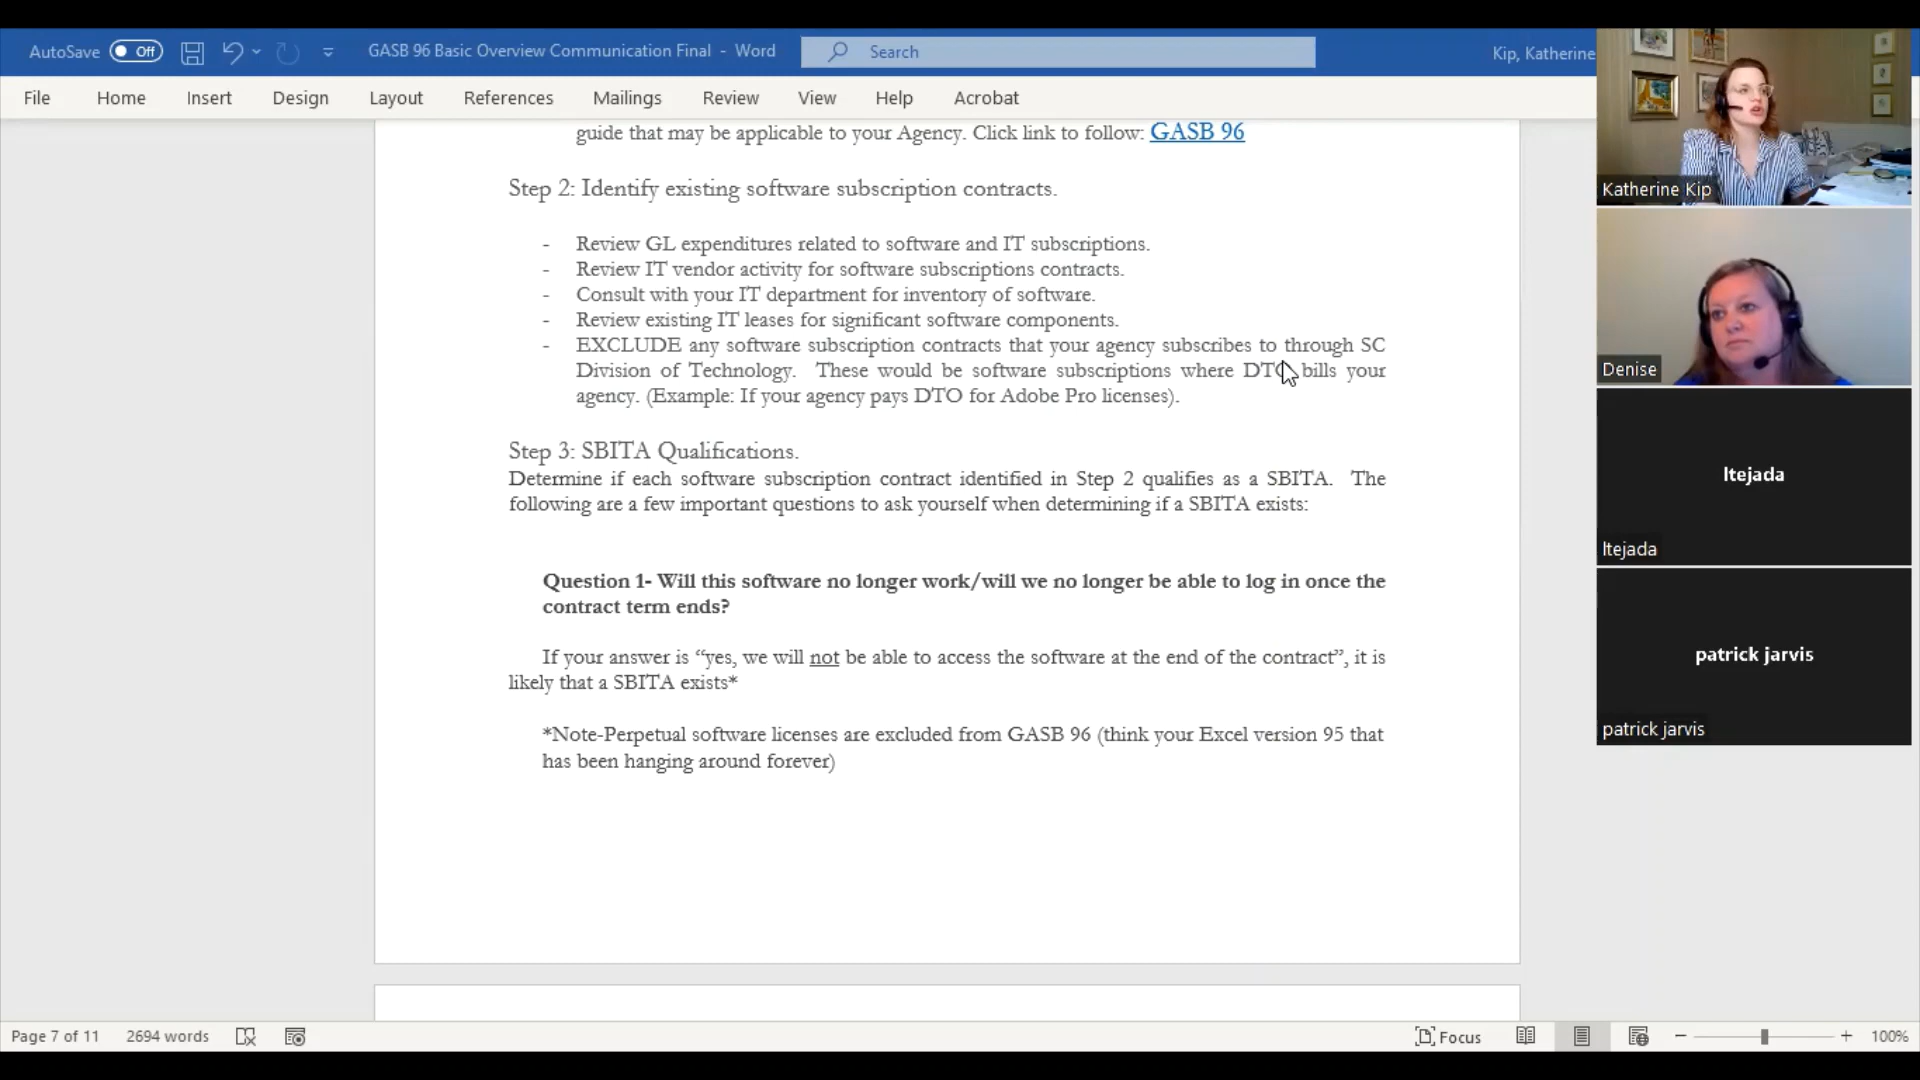 AutoSave Off GASB 96 Basic Overview Communication Final - Word Search Kip, Katherine
File Home Insert Design Layout References Mailings Review View Help Acrobat
guide that may be applicable to your Agency. Click link to follow: GASB 96
Step 2: Identify existing software subscription contracts.
- Review GL expenditures related to software and IT subscriptions.
- Review IT vendor activity for software subscriptions contracts.
- Consult with your IT department for inventory of software.
- Review existing IT leases for significant software components.
- EXCLUDE any software subscription contracts that your agency subscribes to through SC
Division of Technology. These would be software subscriptions where DTO bills your
agency. (Example: If your agency pays DTO for Adobe Pro licenses).
Step 3: SBITA Qualifications.
Determine if each software subscription contract identified in Step 2 qualifies as a SBITA. The
following are a few important questions to ask yourself when determining if a SBITA exists:
Question 1- Will this software no longer work/will we no longer be able to log in once the
contract term ends?
If your answer is “yes, we will not be able to access the software at the end of the contract”, it is
likely that a SBITA exists*
*Note-Perpetual software licenses are excluded from GASB 96 (think your Excel version 95 that
has been hanging around forever)
Katherine Kip
Denise
ltejada
ltejada
patrick jarvis
patrick jarvis
Page 7 of 11 2694 words Focus 100%